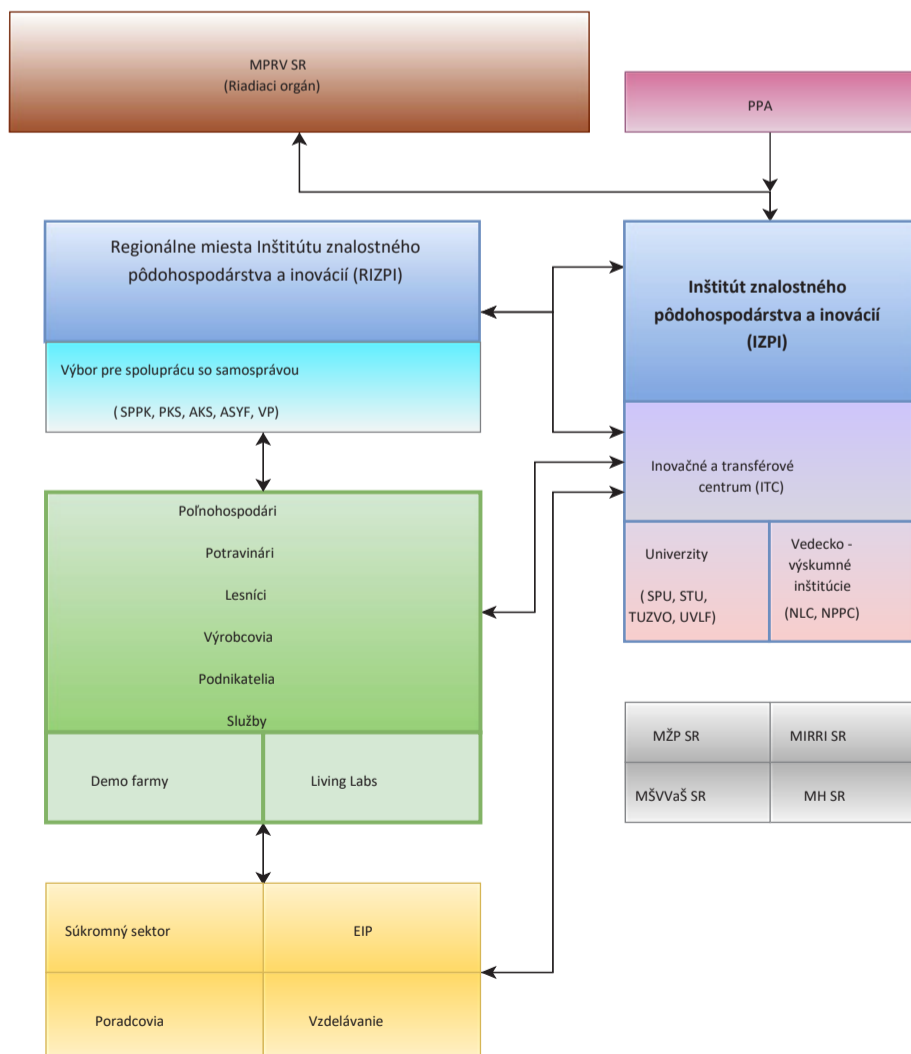 MPRV SR
(Riadiaci orgán)
PPA
Regionálne miesta Inštitútu znalostného
pôdohospodárstva a inovácií (RIZPI)
Výbor pre spoluprácu so samosprávou
( SPPK, PKS, AKS, ASYF, VP)
Inštitút znalostného
pôdohospodárstva a inovácií
(IZPI)
Inovačné a transférové
centrum (ITC)
Univerzity
( SPU, STU,
TUZVO, UVLF)
Vedecko -
výskumné
inštitúcie
(NLC, NPPC)
Poľnohospodári
Potravinári
Lesníci
Výrobcovia
Podnikatelia
Služby
Demo farmy
Living Labs
MŽP SR
MIRRI SR
MŠVVaŠ SR
MH SR
Súkromný sektor
EIP
Poradcovia
Vzdelávanie